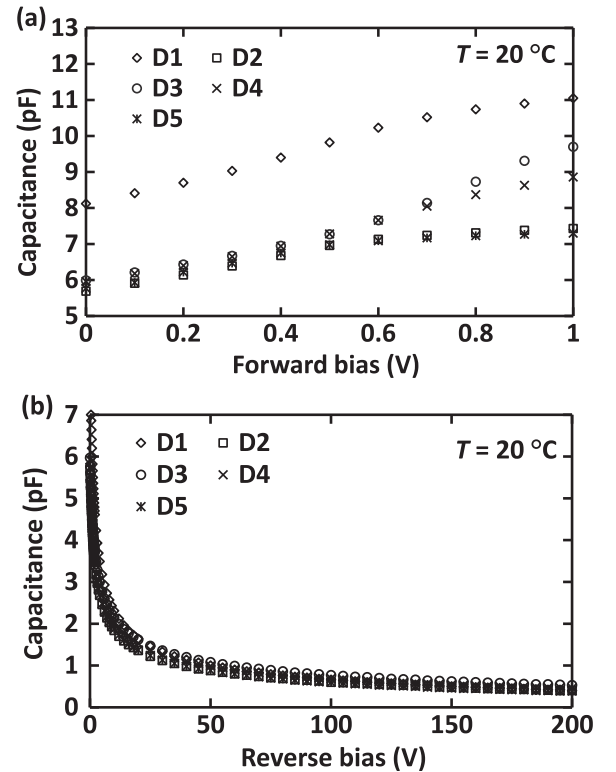 (a)
13
12
11
10
9
8
7
6
5
Capacitance (pF)
D1 D2
D3 D4
D5
T = 20 °C
0 0.2 0.4 0.6 0.8 1
Forward bias (V)
(b)
7
6
5
4
3
2
1
0
Capacitance (pF)
D1 D2
D3 D4
D5
T = 20 °C
0 50 100 150 200
Reverse bias (V)